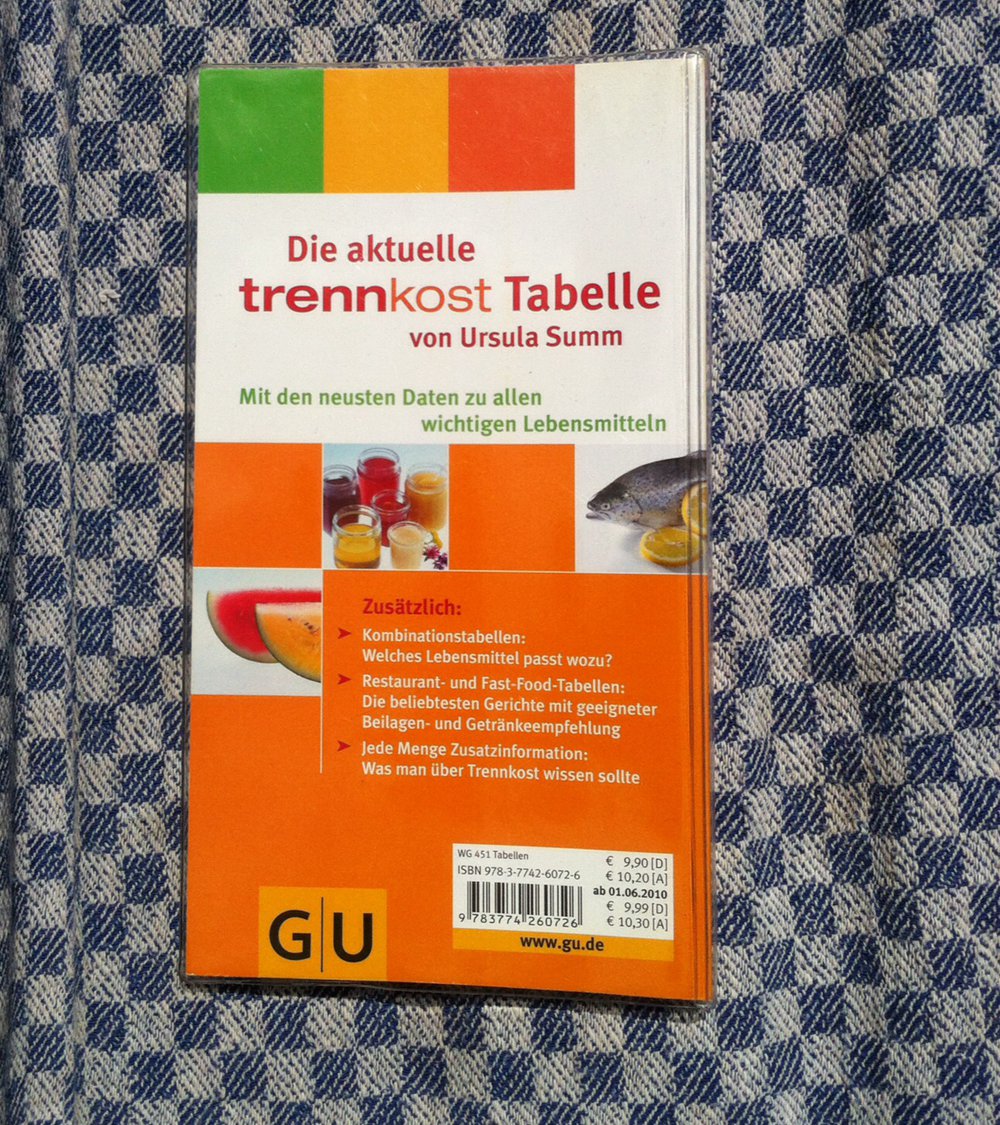 Die aktuelle
trennkost Tabelle
von Ursula Summ
Mit den neusten Daten zu allen
wichtigen Lebensmitteln
Zusätzlich:
Kombinationstabellen:
Welches Lebensmittel passt wozu?
Restaurant- und Fast-Food-Tabellen:
Die beliebtesten Gerichte mit geeigneter
Beilagen- und Getränkeempfehlung
Jede Menge Zusatzinformation:
Was man über Trennkost wissen sollte
WG 451 Tabellen
ISBN 978-3-7742-6072-6
9 783774 260726
€ 9,90 [D]
€ 10,20 [A]
ab 01.06.2010
€ 9,99 [D]
€ 10,30 [A]
www.gu.de
G|U